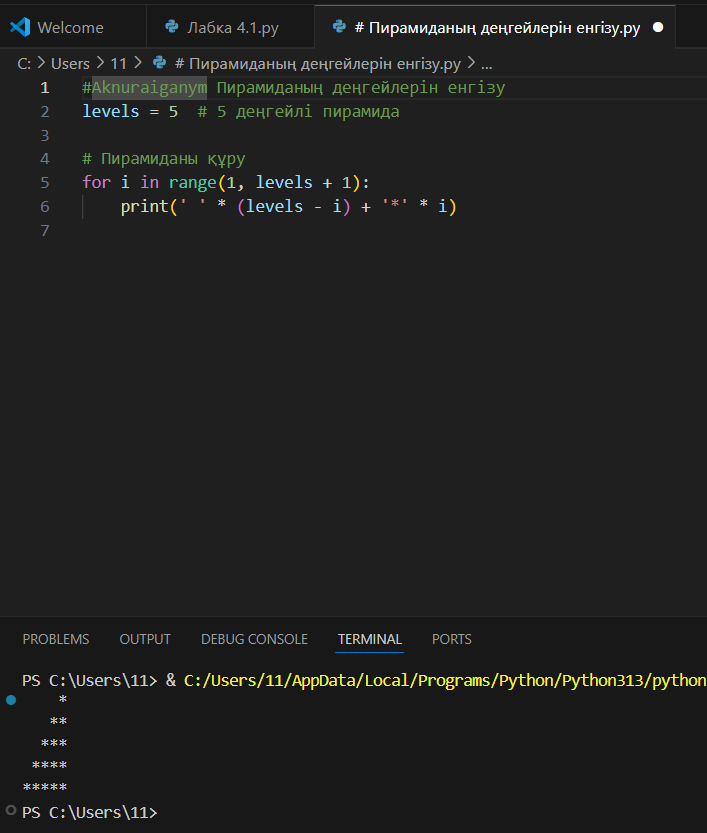 Welcome Лабка 4.1.py # Пирамиданың деңгейлерін енгізу.py
C: > Users > 11 > # Пирамиданың деңгейлерін енгізу.py > ...
1 #Aknuraiganym Пирамиданың деңгейлерін енгізу
2 levels = 5  # 5 деңгейлі пирамида
3
4 # Пирамиданы құру
5 for i in range(1, levels + 1):
6     print(' ' * (levels - i) + '*' * i)
7
PROBLEMS OUTPUT DEBUG CONSOLE TERMINAL PORTS
PS C:\Users\11> & C:/Users/11/AppData/Local/Programs/Python/Python313/python
    *
   **
  ***
 ****
*****
PS C:\Users\11>